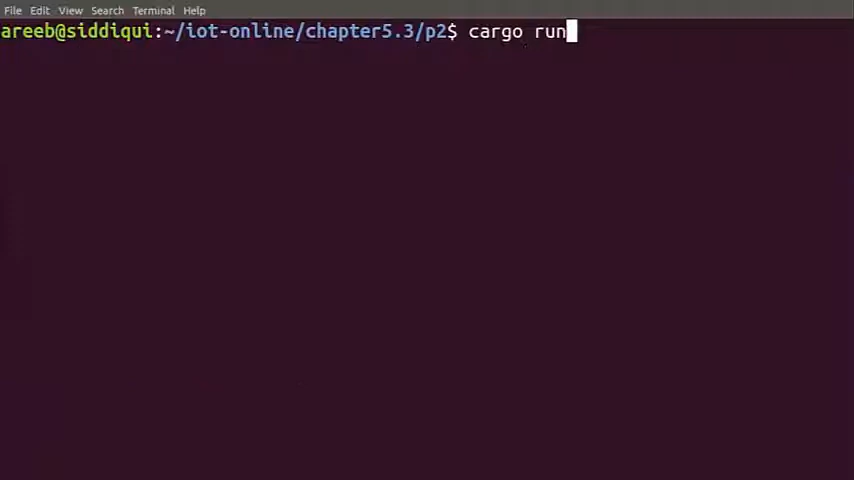 File Edit View Search Terminal Help
areeb@siddiqui:~/iot-online/chapter5.3/p2$ cargo run